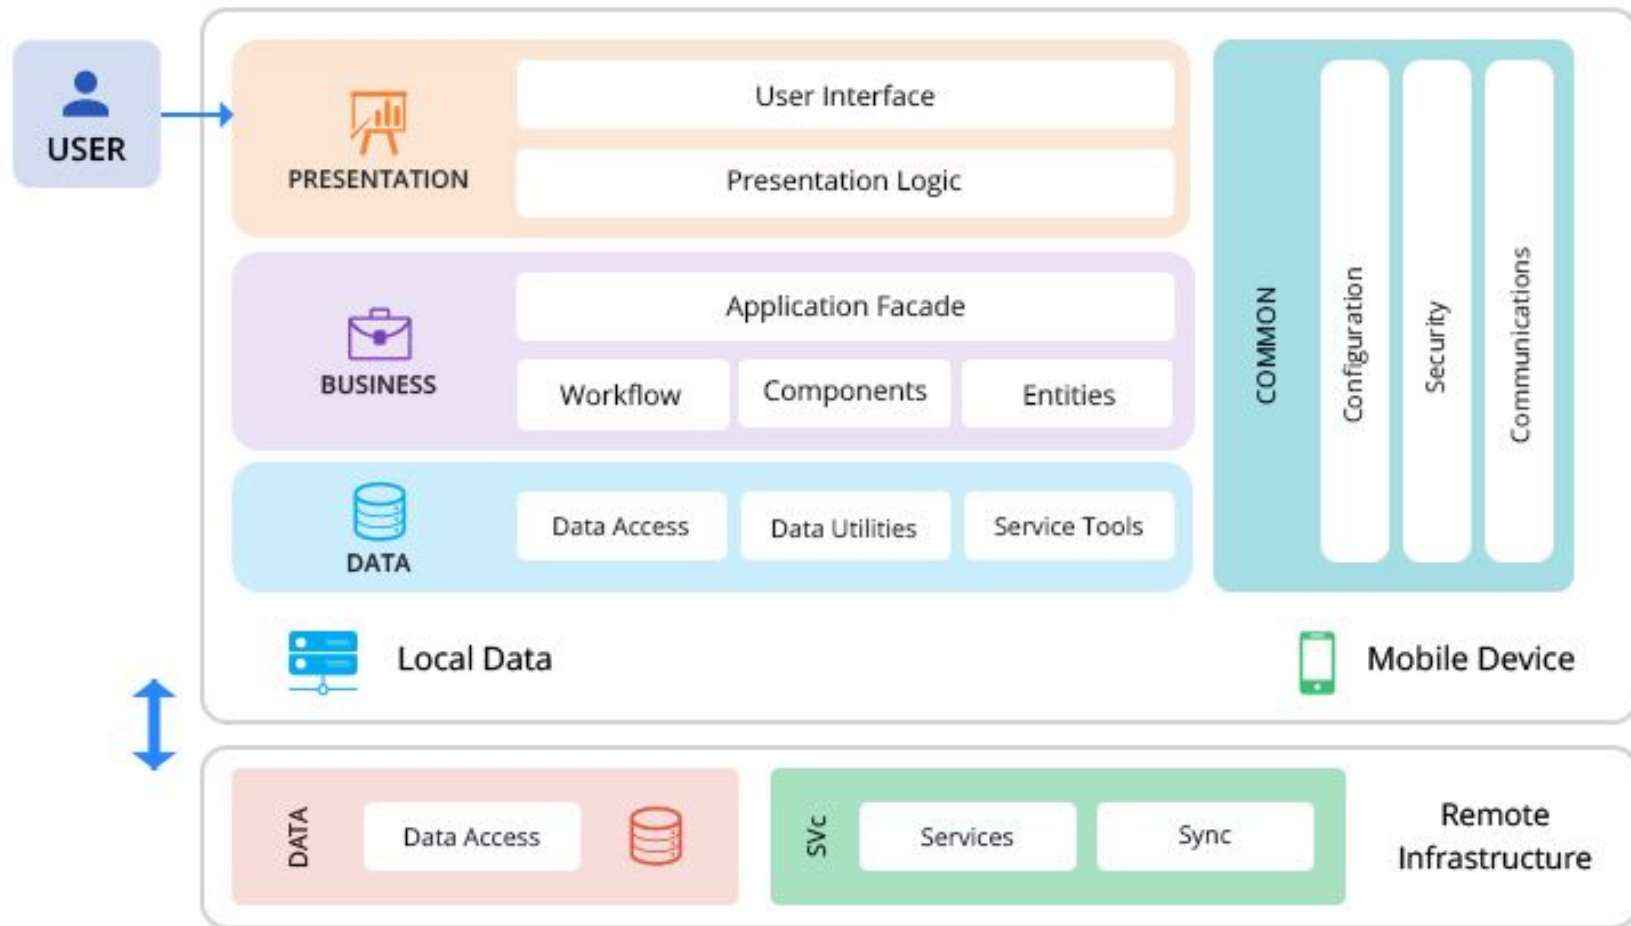 USER
PRESENTATION
User Interface
Presentation Logic
BUSINESS
Application Facade
Workflow
Components
Entities
DATA
Data Access
Data Utilities
Service Tools
COMMON
Configuration
Security
Communications
Local Data
Mobile Device
DATA
Data Access
SVc
Services
Sync
Remote
Infrastructure